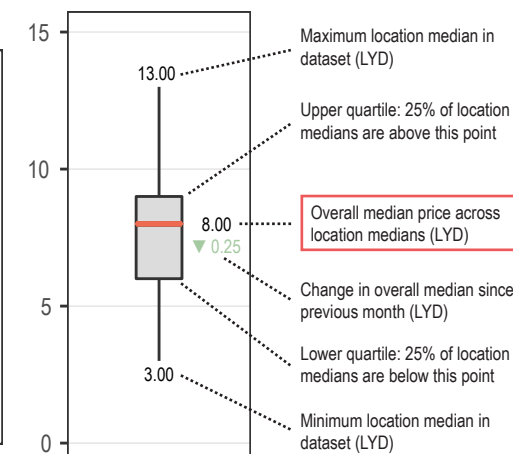 15
Maximum location median in
dataset (LYD)
13.00
Upper quartile: 25% of location
medians are above this point
10
Overall median price across
location medians (LYD)
8.00
▼ 0.25
Change in overall median since
previous month (LYD)
5
Lower quartile: 25% of location
medians are below this point
3.00
Minimum location median in
dataset (LYD)
0